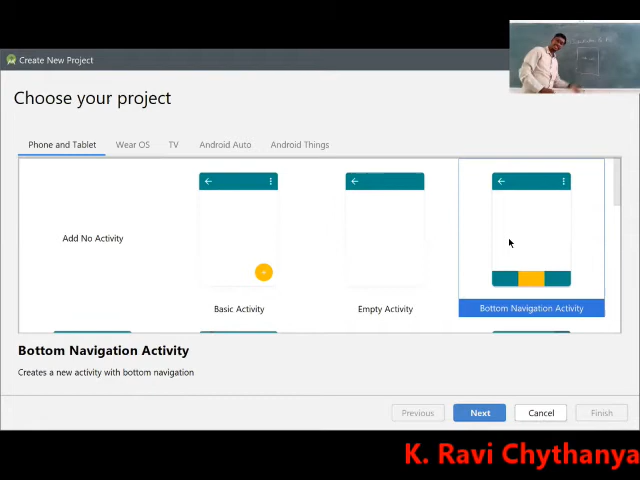 Create New Project
Choose your project
Phone and Tablet
Wear OS
TV
Android Auto
Android Things
Add No Activity
Basic Activity
Empty Activity
Bottom Navigation Activity
Bottom Navigation Activity
Creates a new activity with bottom navigation
Previous
Next
Cancel
Finish
K. Ravi Chythanya